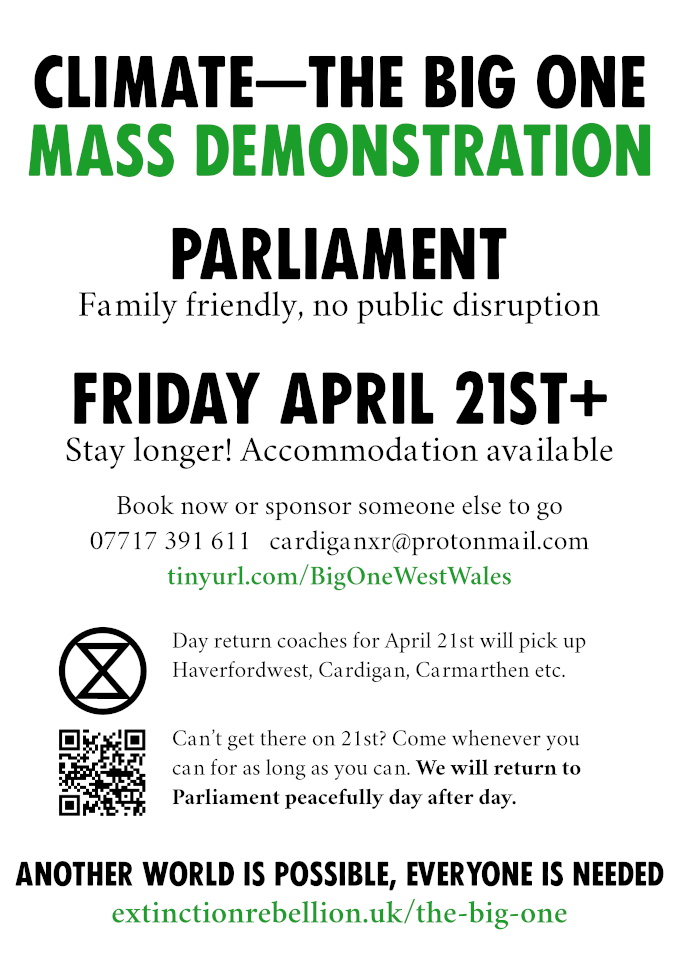 CLIMATE—THE BIG ONE
MASS DEMONSTRATION
PARLIAMENT
Family friendly, no public disruption
FRIDAY APRIL 21ST+
Stay longer! Accommodation available
Book now or sponsor someone else to go
07717 391 611   cardiganxr@protonmail.com
tinyurl.com/BigOneWestWales
Day return coaches for April 21st will pick up
Haverfordwest, Cardigan, Carmarthen etc.
Can't get there on 21st? Come whenever you
can for as long as you can. We will return to
Parliament peacefully day after day.
ANOTHER WORLD IS POSSIBLE, EVERYONE IS NEEDED
extinctionrebellion.uk/the-big-one